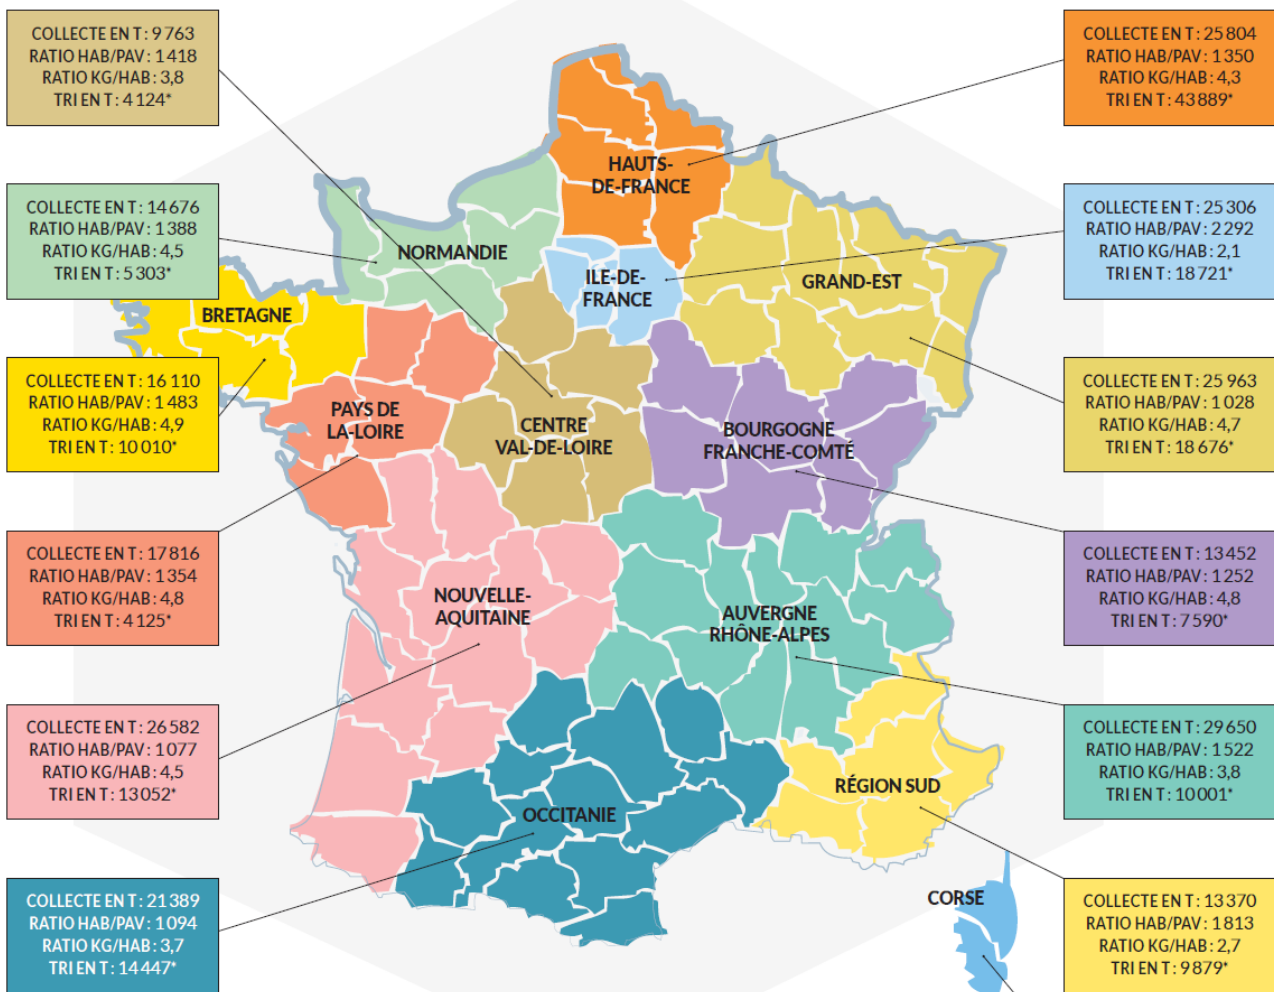 COLLECTE EN T : 9 763
RATIO HAB/PAV : 1 418
RATIO KG/HAB : 3,8
TRI EN T : 4 124*
COLLECTE EN T : 14 676
RATIO HAB/PAV : 1 388
RATIO KG/HAB : 4,5
TRI EN T : 5 303*
COLLECTE EN T : 16 110
RATIO HAB/PAV : 1 483
RATIO KG/HAB : 4,9
TRI EN T : 10 010*
COLLECTE EN T : 17 816
RATIO HAB/PAV : 1 354
RATIO KG/HAB : 4,8
TRI EN T : 4 125*
COLLECTE EN T : 26 582
RATIO HAB/PAV : 1 077
RATIO KG/HAB : 4,5
TRI EN T : 13 052*
COLLECTE EN T : 21 389
RATIO HAB/PAV : 1 094
RATIO KG/HAB : 3,7
TRI EN T : 14 447*
HAUTS-
DE-FRANCE
NORMANDIE
ILE-DE-
FRANCE
GRAND-EST
BRETAGNE
PAYS DE
LA-LOIRE
CENTRE
VAL-DE-LOIRE
BOURGOGNE
FRANCHE-COMTÉ
NOUVELLE-
AQUITAINE
AUVERGNE
RHÔNE-ALPES
OCCITANIE
RÉGION SUD
CORSE
COLLECTE EN T : 25 804
RATIO HAB/PAV : 1 350
RATIO KG/HAB : 4,3
TRI EN T : 43 889*
COLLECTE EN T : 25 306
RATIO HAB/PAV : 2 292
RATIO KG/HAB : 2,1
TRI EN T : 18 721*
COLLECTE EN T : 25 963
RATIO HAB/PAV : 1 028
RATIO KG/HAB : 4,7
TRI EN T : 18 676*
COLLECTE EN T : 13 452
RATIO HAB/PAV : 1 252
RATIO KG/HAB : 4,8
TRI EN T : 7 590*
COLLECTE EN T : 29 650
RATIO HAB/PAV : 1 522
RATIO KG/HAB : 3,8
TRI EN T : 10 001*
COLLECTE EN T : 13 370
RATIO HAB/PAV : 1 813
RATIO KG/HAB : 2,7
TRI EN T : 9 879*